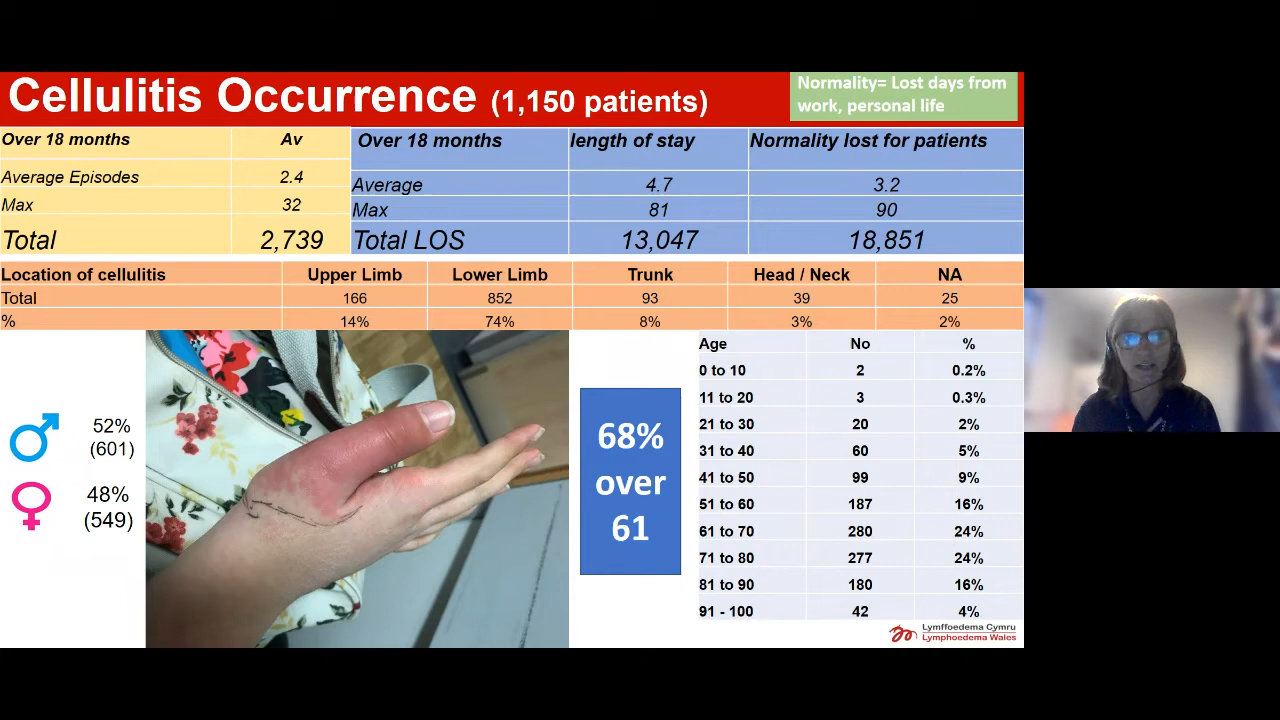 Cellulitis Occurrence (1,150 patients)
Normality= Lost days from
work, personal life
Over 18 months Av
Average Episodes 2.4
Max 32
Total 2,739
Over 18 months length of stay Normality lost for patients
Average 4.7 3.2
Max 81 90
Total LOS 13,047 18,851
Location of cellulitis Upper Limb Lower Limb Trunk Head / Neck NA
Total 166 852 93 39 25
% 14% 74% 8% 3% 2%
52%
(601)
48%
(549)
68%
over
61
Age No %
0 to 10 2 0.2%
11 to 20 3 0.3%
21 to 30 20 2%
31 to 40 60 5%
41 to 50 99 9%
51 to 60 187 16%
61 to 70 280 24%
71 to 80 277 24%
81 to 90 180 16%
91 - 100 42 4%
Lymffoedema Cymru
Lymphoedema Wales